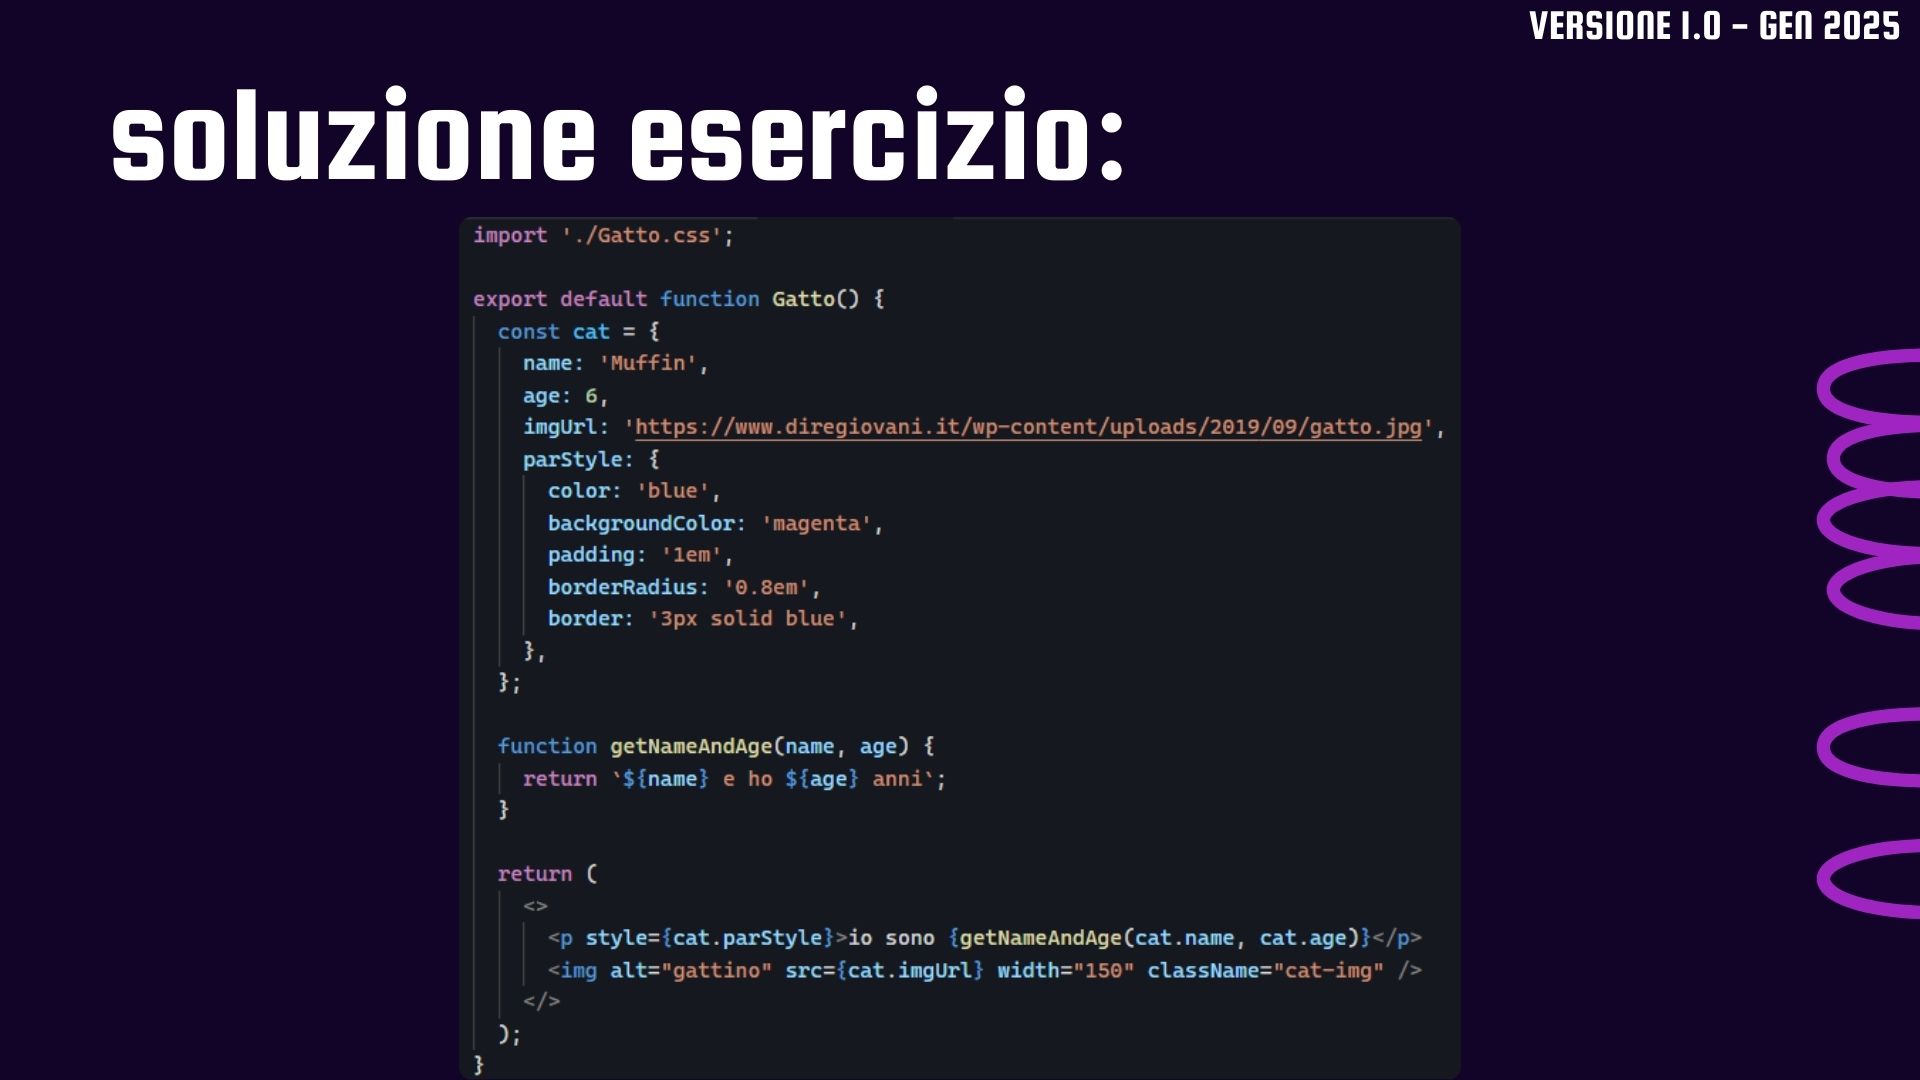 VERSIONE 1.0 - GEN 2025
soluzione esercizio:
import './Gatto.css';
export default function Gatto() {
  const cat = {
    name: 'Muffin',
    age: 6,
    imgUrl: 'https://www.diregiovani.it/wp-content/uploads/2019/09/gatto.jpg',
    parStyle: {
      color: 'blue',
      backgroundColor: 'magenta',
      padding: '1em',
      borderRadius: '0.8em',
      border: '3px solid blue',
    },
  };
  function getNameAndAge(name, age) {
    return `${name} e ho ${age} anni`;
  }
  return (
    <>
      <p style={cat.parStyle}>io sono {getNameAndAge(cat.name, cat.age)}</p>
      <img alt="gattino" src={cat.imgUrl} width="150" className="cat-img" />
    </>
  );
}